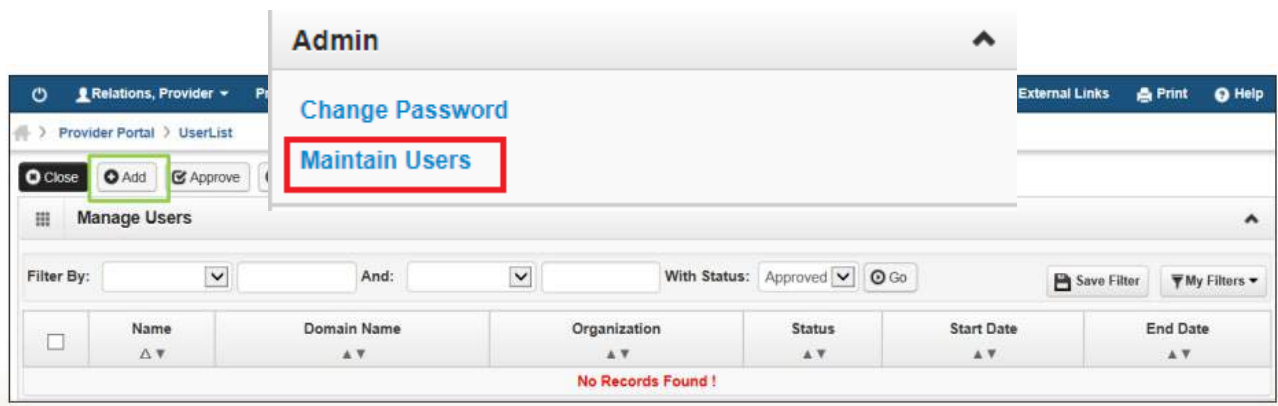 Admin
Change Password
Maintain Users
Relations, Provider External Links Print Help
Provider Portal > UserList
Close Add Approve
Manage Users
Filter By: And: With Status: Approved Go Save Filter My Filters
Name Domain Name Organization Status Start Date End Date
No Records Found !